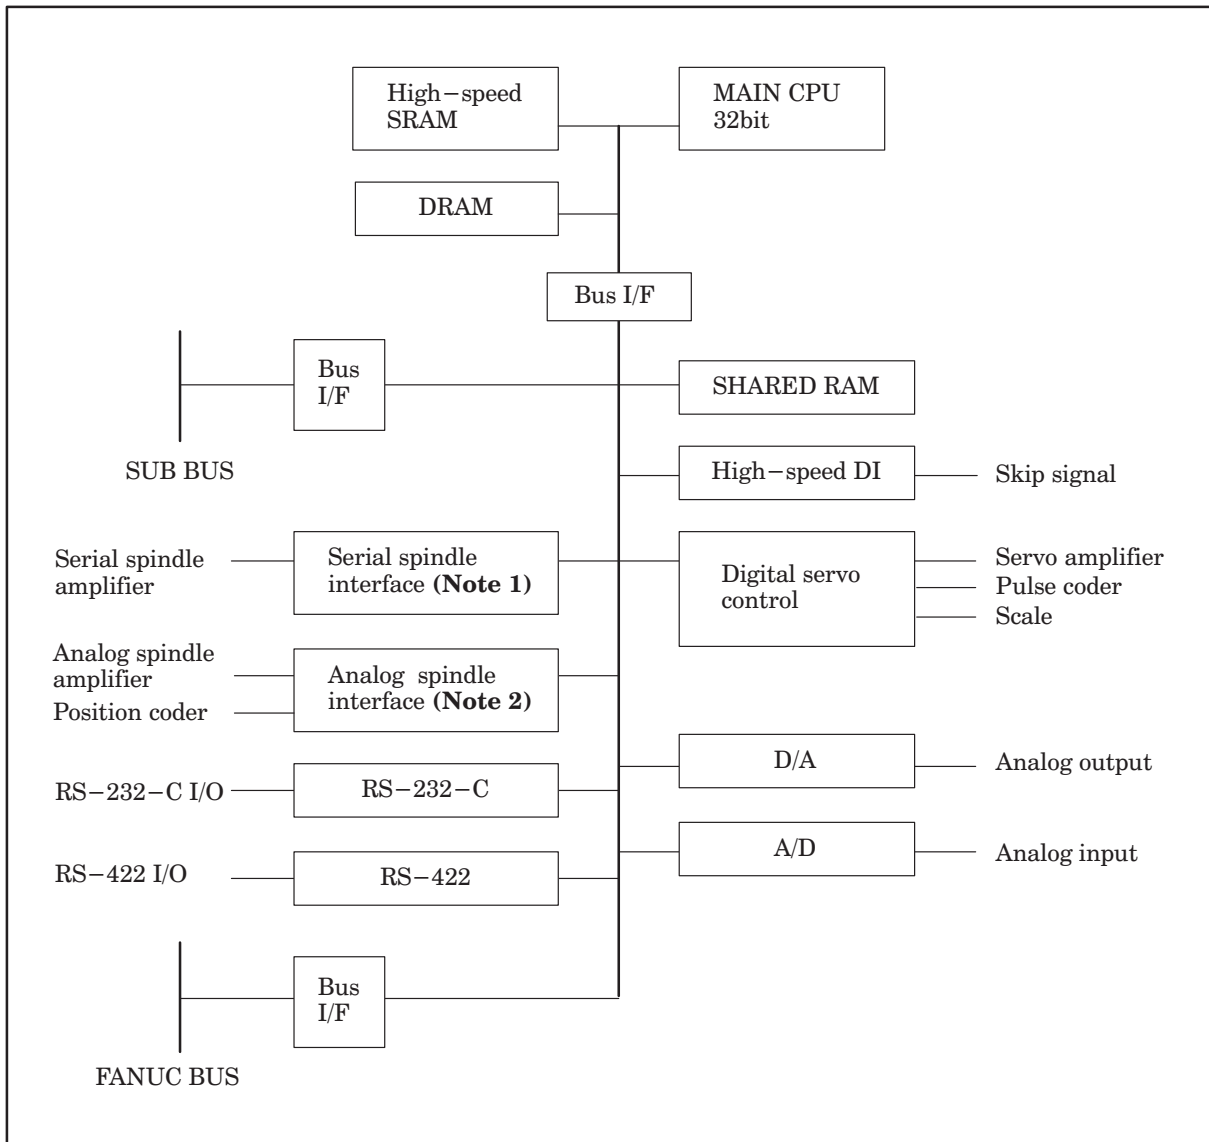 High−speed
SRAM
MAIN CPU
32bit
DRAM
Bus I/F
Bus
I/F
SHARED RAM
SUB BUS
High−speed DI
Skip signal
Serial spindle
amplifier
Serial spindle
interface (Note 1)
Digital servo
control
Servo amplifier
Pulse coder
Scale
Analog spindle
amplifier
Position coder
Analog spindle
interface (Note 2)
D/A
Analog output
RS−232−C I/O
RS−232−C
A/D
Analog input
RS−422 I/O
RS−422
Bus
I/F
FANUC BUS